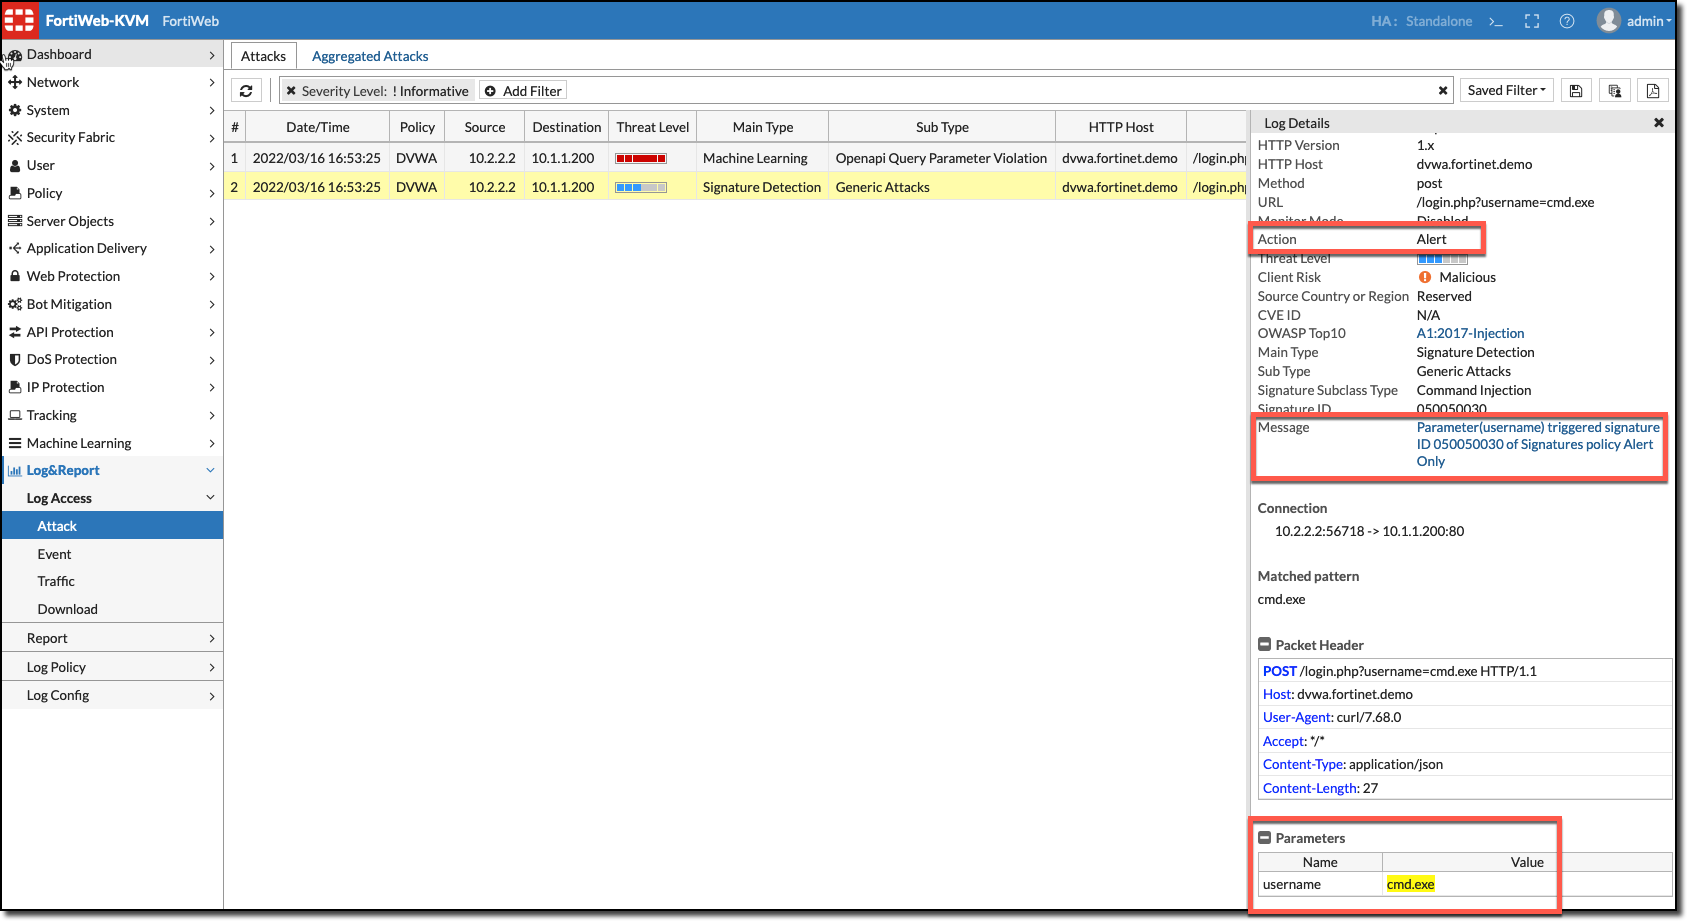 FortiWeb-KVM FortiWeb HA: Standalone >_ admin
Dashboard
Network
System
Security Fabric
User
Policy
Server Objects
Application Delivery
Web Protection
Bot Mitigation
API Protection
DoS Protection
IP Protection
Tracking
Machine Learning
Log&Report
Log Access
Attack
Event
Traffic
Download
Report
Log Policy
Log Config
Attacks Aggregated Attacks
Severity Level: ! Informative Add Filter Saved Filter
# Date/Time Policy Source Destination Threat Level Main Type Sub Type HTTP Host
1 2022/03/16 16:53:25 DVWA 10.2.2.2 10.1.1.200 Machine Learning Openapi Query Parameter Violation dvwa.fortinet.demo /login.php
2 2022/03/16 16:53:25 DVWA 10.2.2.2 10.1.1.200 Signature Detection Generic Attacks dvwa.fortinet.demo /login.php
Log Details
HTTP Version 1.x
HTTP Host dvwa.fortinet.demo
Method post
URL /login.php?username=cmd.exe
Monitor Mode Disabled
Action Alert
Threat Level
Client Risk Malicious
Source Country or Region Reserved
CVE ID N/A
OWASP Top10 A1:2017-Injection
Main Type Signature Detection
Sub Type Generic Attacks
Signature Subclass Type Command Injection
Signature ID 050050030
Message Parameter(username) triggered signature
ID 050050030 of Signatures policy Alert
Only
Connection
10.2.2.2:56718 -> 10.1.1.200:80
Matched pattern
cmd.exe
Packet Header
POST /login.php?username=cmd.exe HTTP/1.1
Host: dvwa.fortinet.demo
User-Agent: curl/7.68.0
Accept: */*
Content-Type: application/json
Content-Length: 27
Parameters
Name Value
username cmd.exe